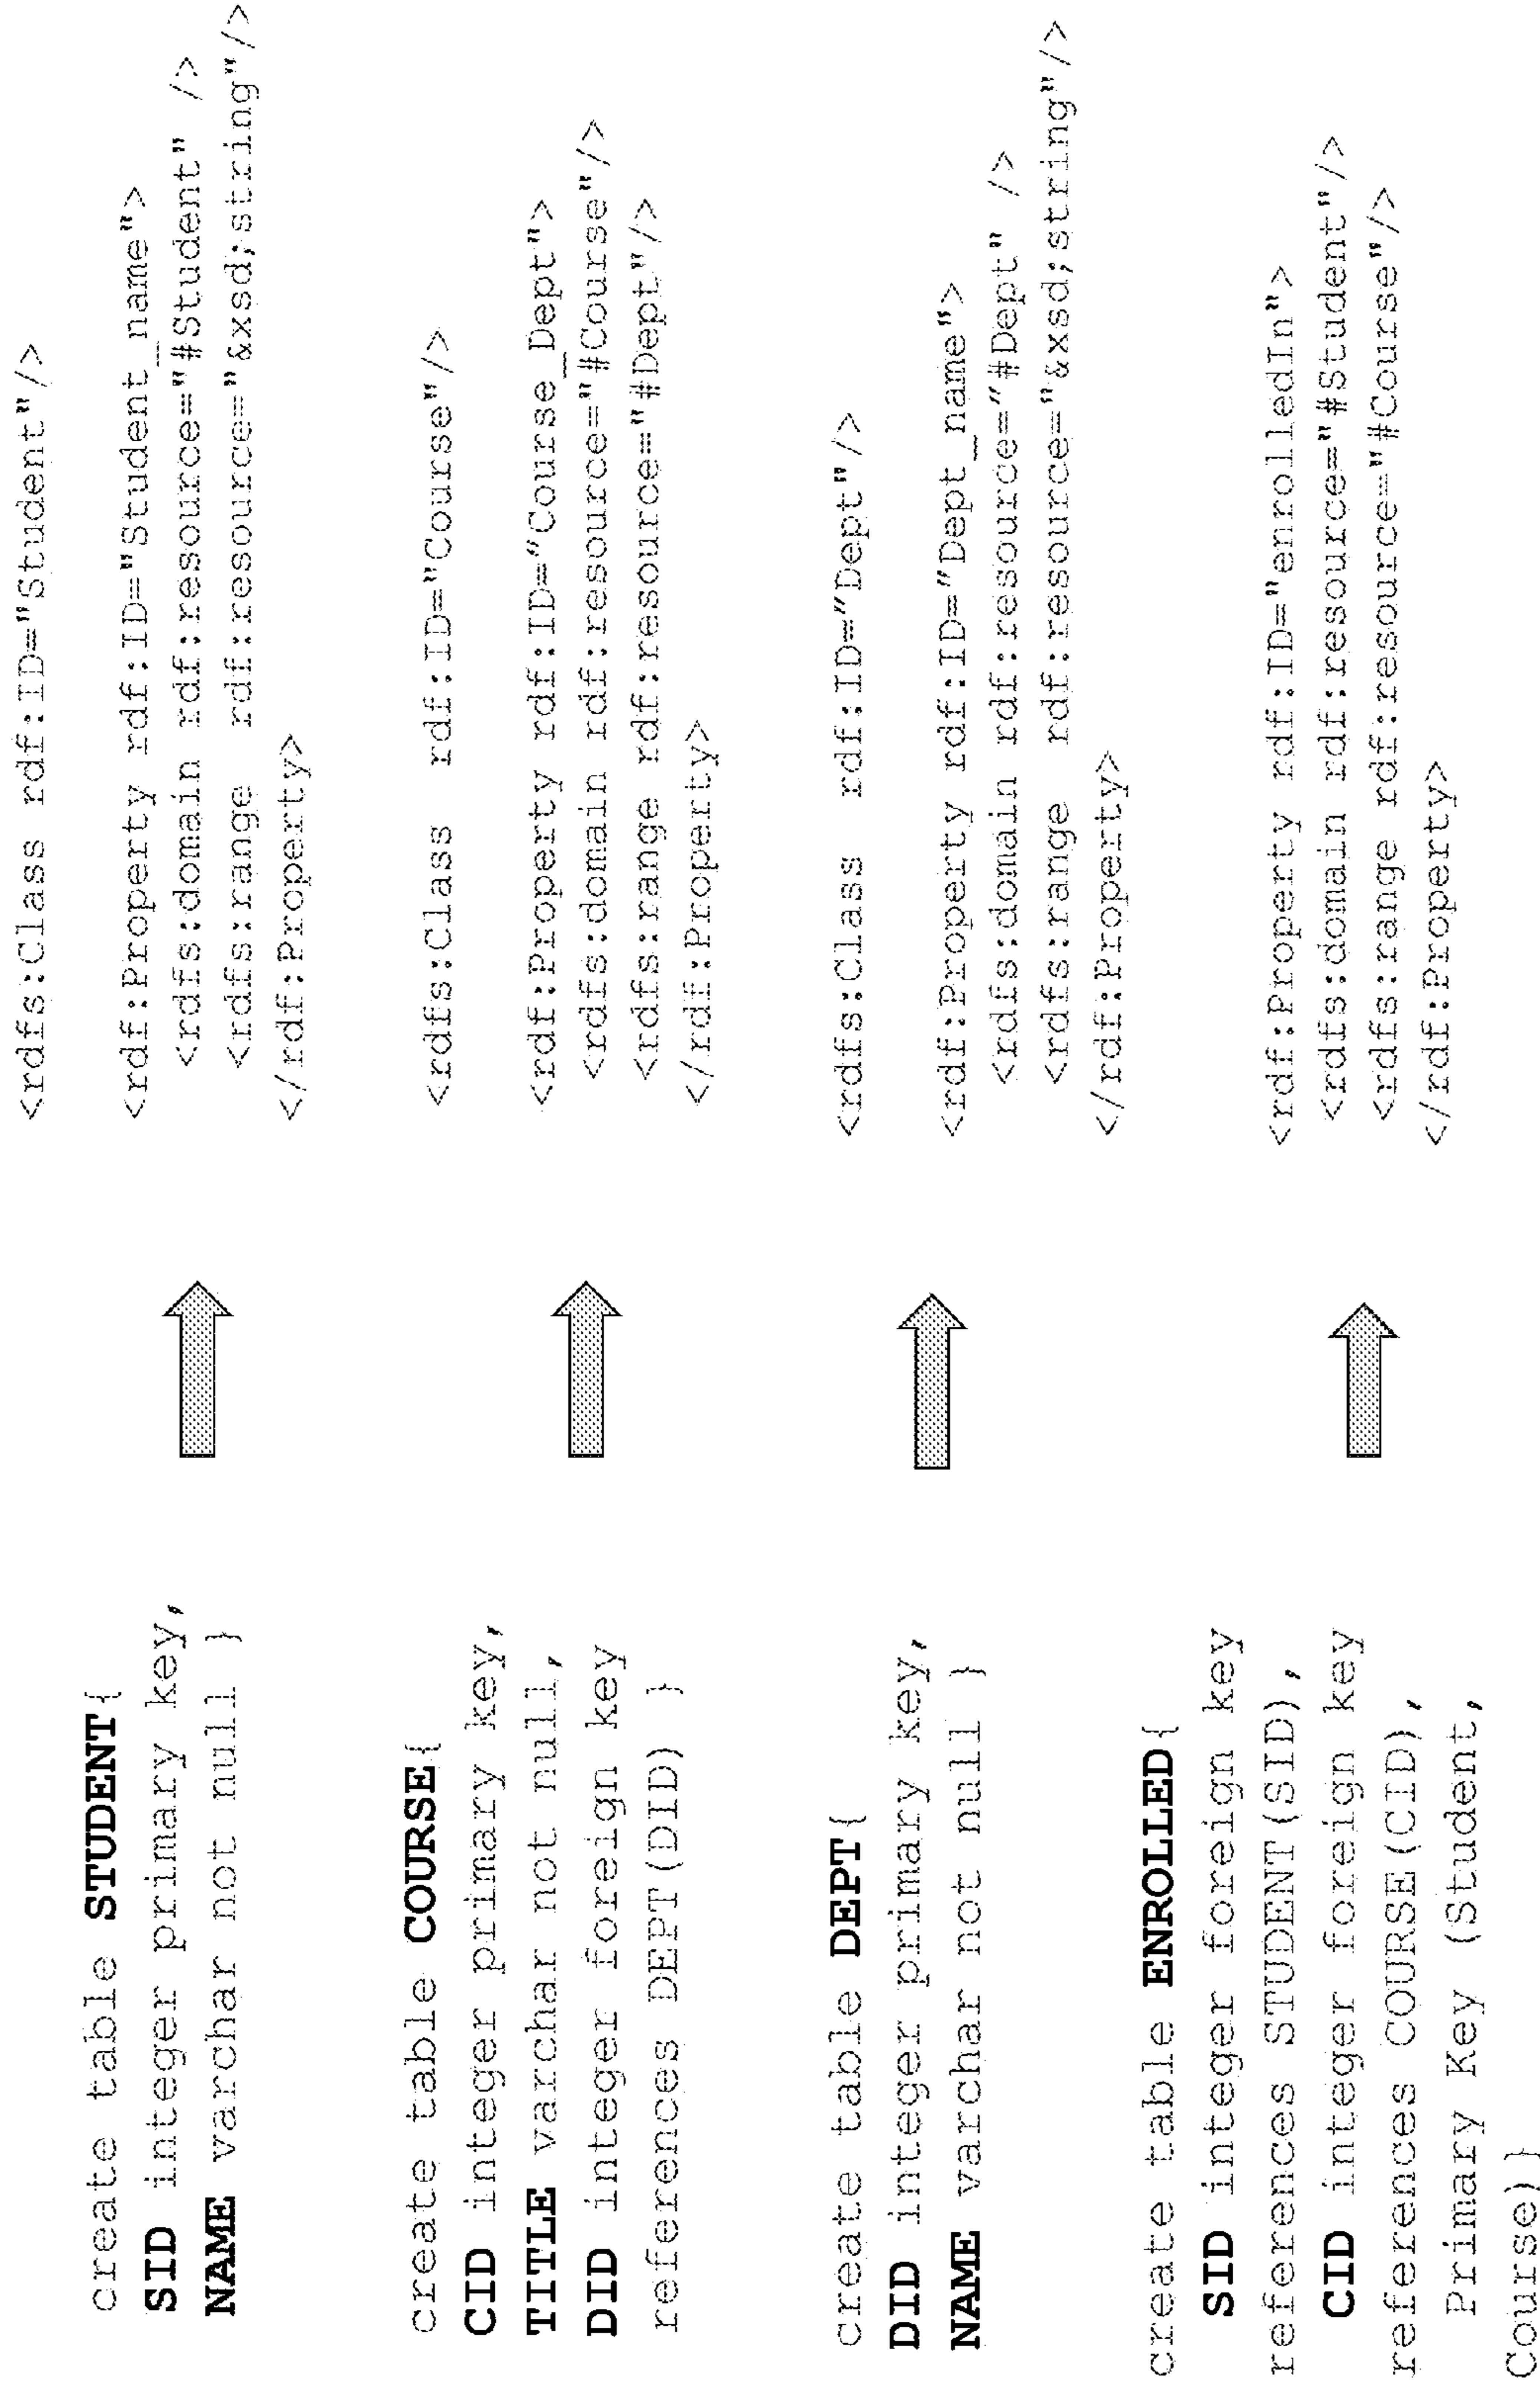 create table STUDENT{
SID integer primary key,
NAME varchar not null }
<rdfs:Class rdf:ID="Student"/>
<rdf:Property rdf:ID="Student_name">
<rdfs:domain rdf:resource="#Student" />
<rdfs:range rdf:resource="&xsd;string"/>
</rdf:Property>
create table COURSE{
CID integer primary key,
TITLE varchar not null,
DID integer foreign key
references DEPT(DID) }
<rdfs:Class rdf:ID="Course"/>
<rdf:Property rdf:ID=”Course_Dept">
<rdfs:domain rdf:resource="#Course"/>
<rdfs:range rdf:resource="#Dept"/>
</rdf:Property>
create table DEPT{
DID integer primary key,
NAME varchar not null }
<rdfs:Class rdf:ID=”Dept"/>
<rdf:Property rdf:ID=”Dept_name">
<rdfs:domain rdf:resource=”#Dept" />
<rdfs:range rdf:resource="&xsd;string"/>
</rdf:Property>
create table ENROLLED{
SID integer foreign key
references STUDENT(SID),
CID integer foreign key
references COURSE(CID),
Primary Key (Student,
Course)}
<rdf:Property rdf:ID="enrolledIn">
<rdfs:domain rdf:resource="#Student"/>
<rdfs:range rdf:resource="#Course"/>
</rdf:Property>